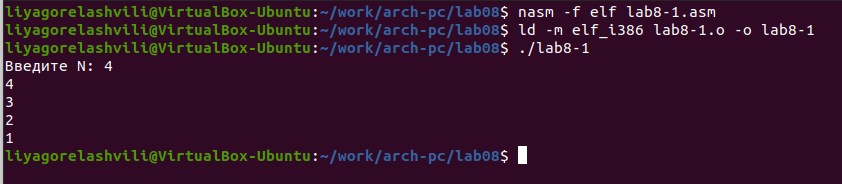 liyagorelashvili@VirtualBox-Ubuntu:~/work/arch-pc/lab08$ nasm -f elf lab8-1.asm
liyagorelashvili@VirtualBox-Ubuntu:~/work/arch-pc/lab08$ ld -m elf_i386 lab8-1.o -o lab8-1
liyagorelashvili@VirtualBox-Ubuntu:~/work/arch-pc/lab08$ ./lab8-1
Введите N: 4
4
3
2
1
liyagorelashvili@VirtualBox-Ubuntu:~/work/arch-pc/lab08$